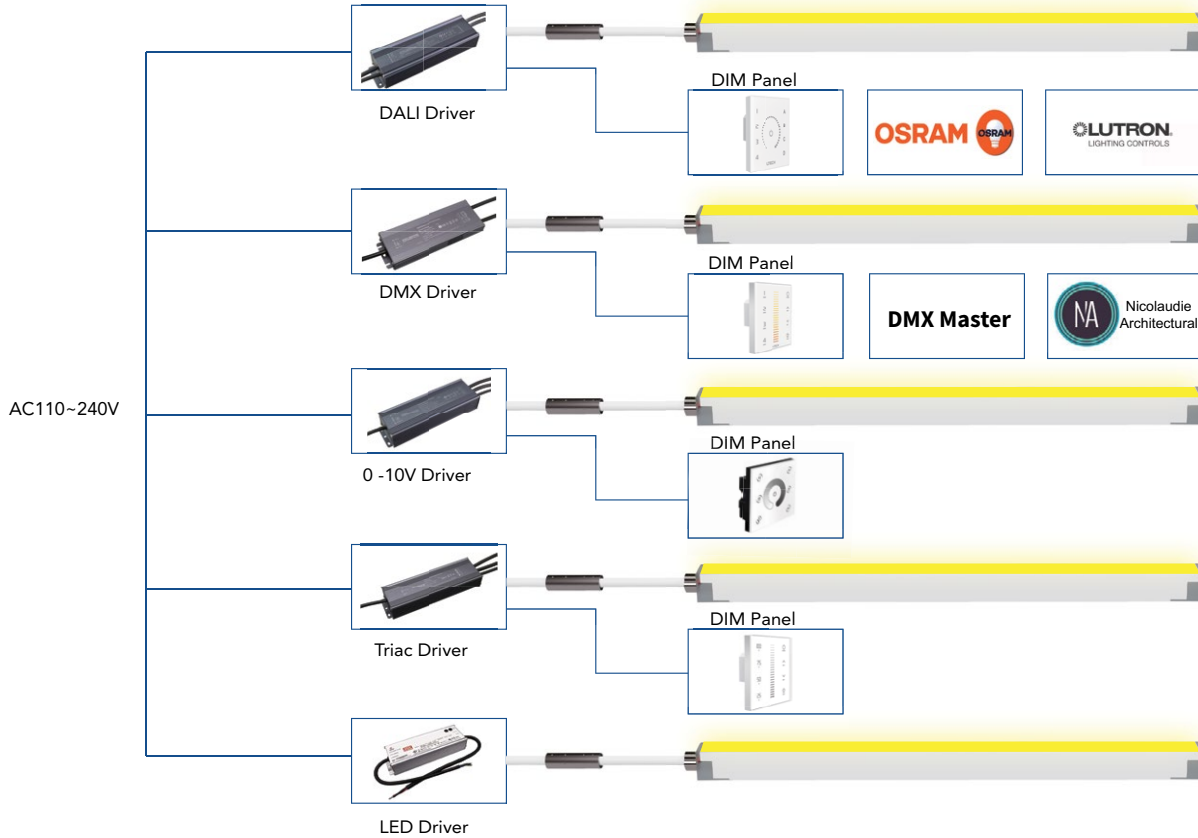 DIM Panel
DALI Driver
OSRAM
OSRAM
LUTRON
LIGHTING CONTROLS
DIM Panel
DMX Driver
DMX Master
NA
Nicolaudie
Architectural
AC110~240V
DIM Panel
0 -10V Driver
DIM Panel
Triac Driver
LED Driver